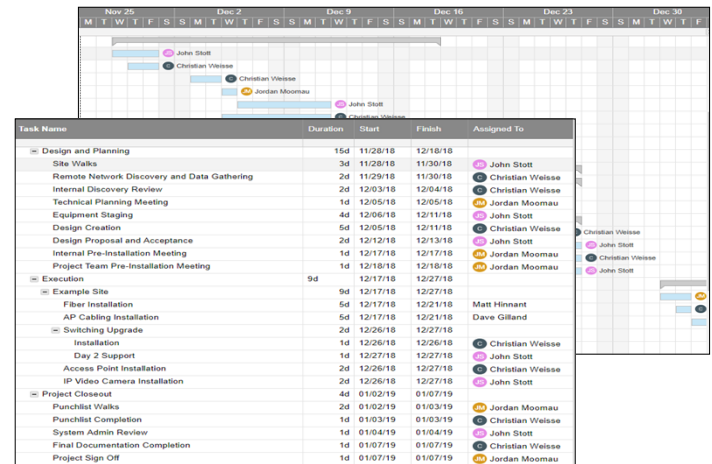 Nov 25 Dec 2 Dec 9 Dec 16 Dec 23 Dec 30
M T W T F S S M T W T F S S M T W T F S S M T W T F S S M T W T F S S M T W T F
JS John Stott
C Christian Weisse
C Christian Weisse
JM Jordan Moomau
JS John Stott
C Christian Weisse
Christian Weisse
JS John Stott
C Christian Weisse
JS John Stott
JM
C
Task Name Duration Start Finish Assigned To
Design and Planning 15d 11/28/18 12/18/18
Site Walks 3d 11/28/18 11/30/18 JS John Stott
Remote Network Discovery and Data Gathering 2d 11/29/18 11/30/18 C Christian Weisse
Internal Discovery Review 2d 12/03/18 12/04/18 C Christian Weisse
Technical Planning Meeting 1d 12/05/18 12/05/18 JM Jordan Moomau
Equipment Staging 4d 12/06/18 12/11/18 JS John Stott
Design Creation 5d 12/05/18 12/11/18 C Christian Weisse
Design Proposal and Acceptance 2d 12/12/18 12/13/18 JS John Stott
Internal Pre-Installation Meeting 1d 12/17/18 12/17/18 JM Jordan Moomau
Project Team Pre-Installation Meeting 1d 12/18/18 12/18/18 JM Jordan Moomau
Execution 9d 12/17/18 12/27/18
Example Site 9d 12/17/18 12/27/18
Fiber Installation 5d 12/17/18 12/21/18 Matt Hinnant
AP Cabling Installation 5d 12/17/18 12/21/18 Dave Gilland
Switching Upgrade 2d 12/26/18 12/27/18
Installation 1d 12/26/18 12/26/18 C Christian Weisse
Day 2 Support 1d 12/27/18 12/27/18 JS John Stott
Access Point Installation 2d 12/26/18 12/27/18 C Christian Weisse
IP Video Camera Installation 2d 12/26/18 12/27/18 JS John Stott
Project Closeout 4d 01/02/19 01/07/19
Punchlist Walks 2d 01/02/19 01/03/19 JM Jordan Moomau
Punchlist Completion 1d 01/03/19 01/03/19 C Christian Weisse
System Admin Review 1d 01/04/19 01/04/19 JS John Stott
Final Documentation Completion 1d 01/07/19 01/07/19 C Christian Weisse
Project Sign Off 1d 01/07/19 01/07/19 JM Jordan Moomau